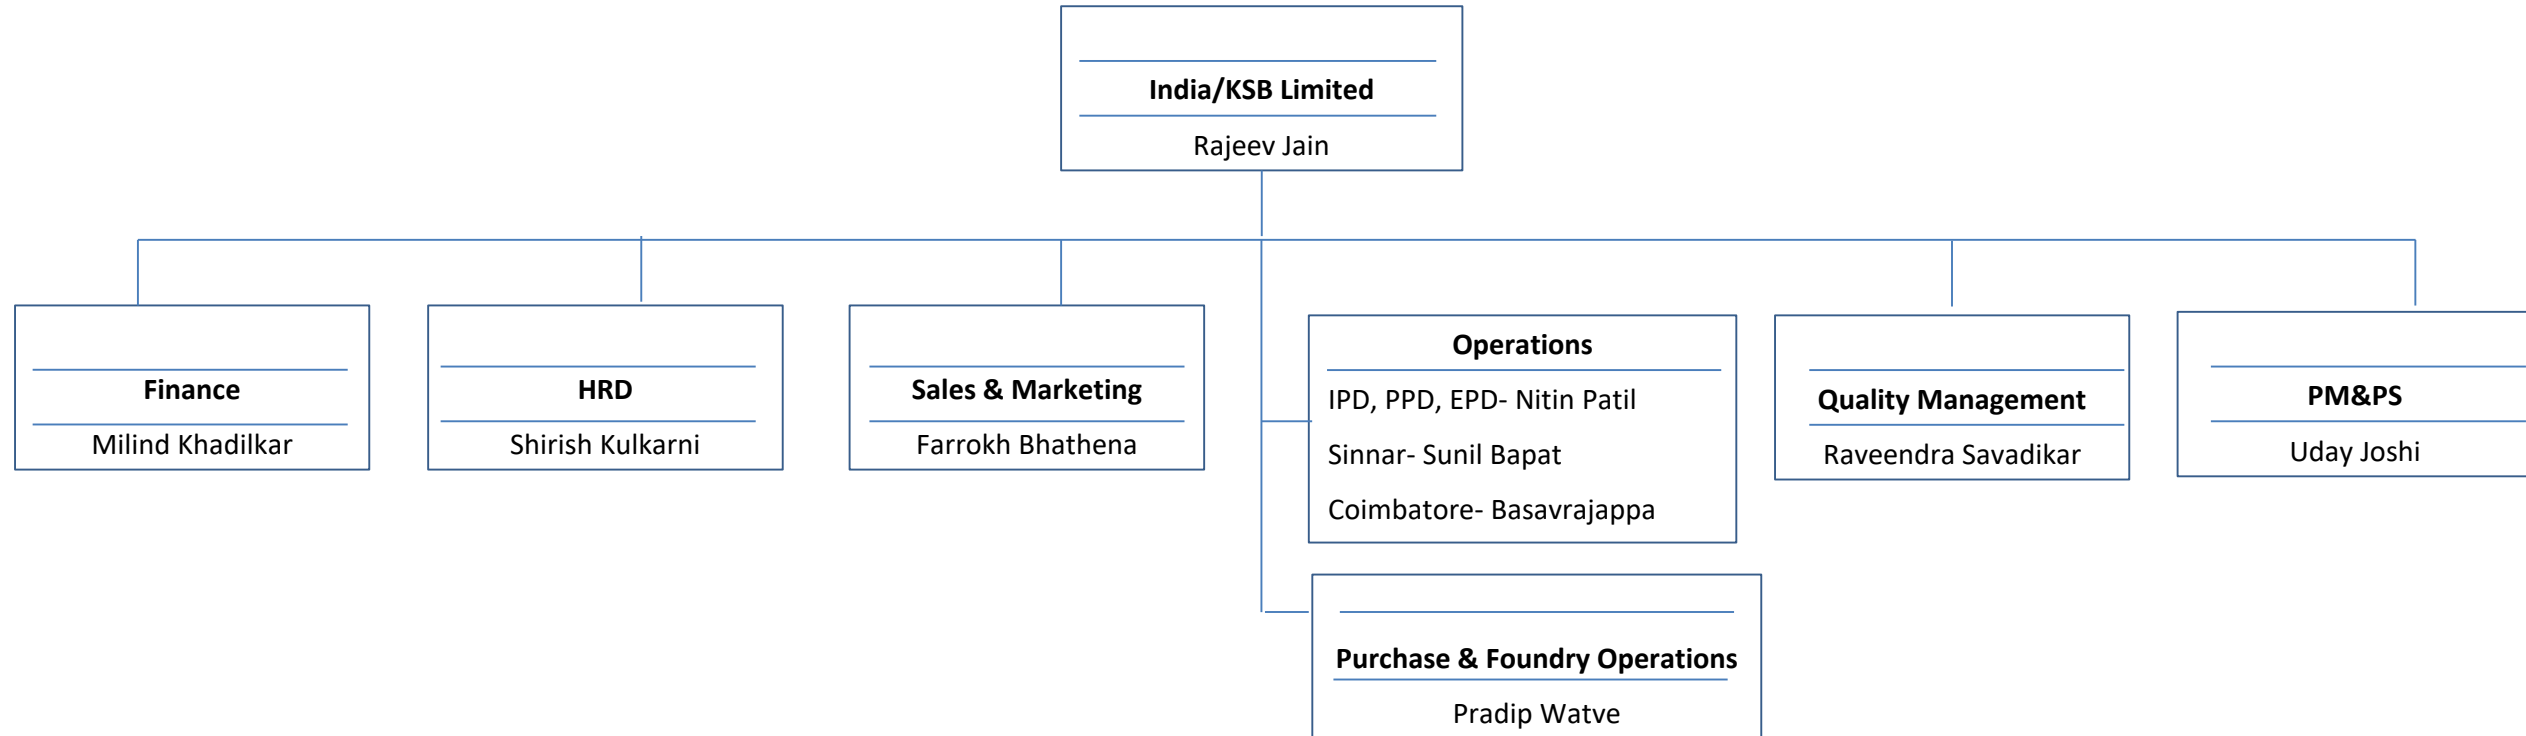 India/KSB Limited
Rajeev Jain
Finance
Milind Khadilkar
HRD
Shirish Kulkarni
Sales & Marketing
Farrokh Bhathena
Operations
IPD, PPD, EPD- Nitin Patil
Sinnar- Sunil Bapat
Coimbatore- Basavrajappa
Quality Management
Raveendra Savadikar
PM&PS
Uday Joshi
Purchase & Foundry Operations
Pradip Watve